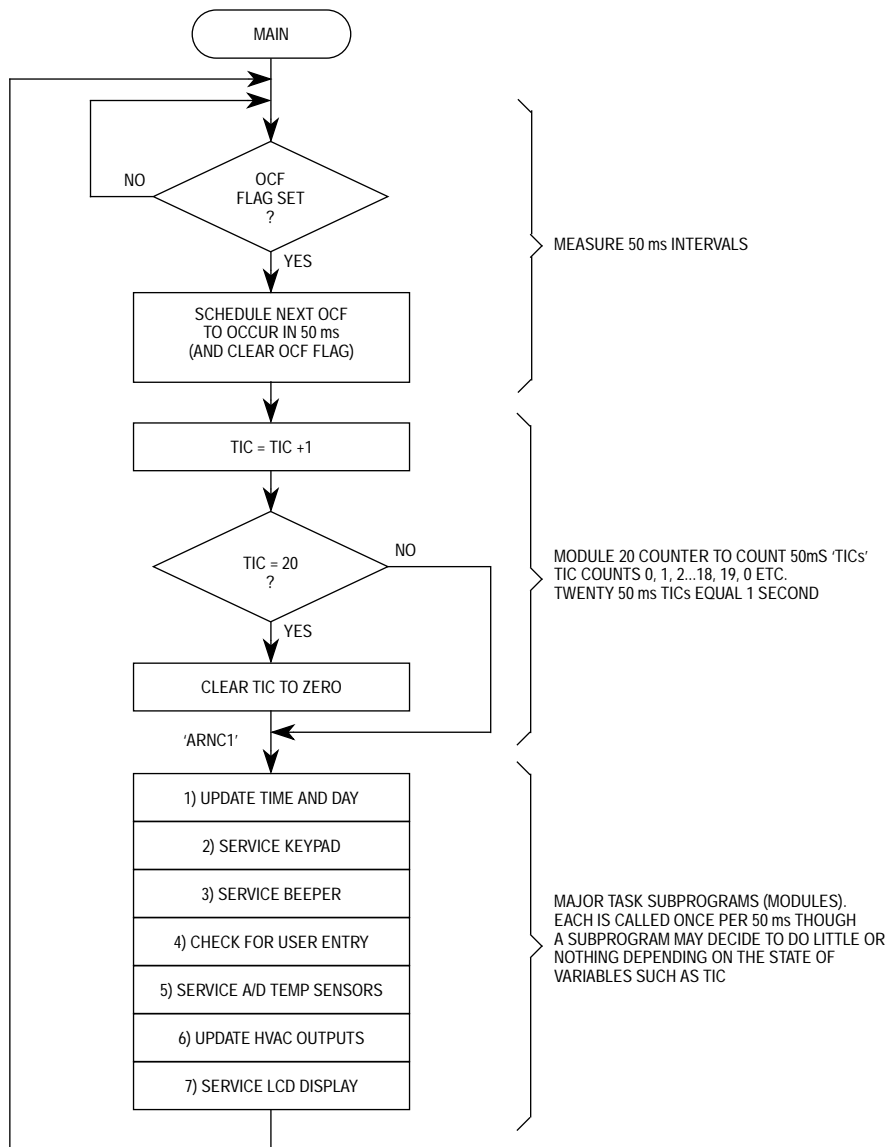 MAIN
OCF
FLAG SET
?
NO
YES
MEASURE 50 ms INTERVALS
SCHEDULE NEXT OCF
TO OCCUR IN 50 ms
(AND CLEAR OCF FLAG)
TIC = TIC +1
TIC = 20
?
NO
YES
MODULE 20 COUNTER TO COUNT 50mS ‘TICs’
TIC COUNTS 0, 1, 2...18, 19, 0 ETC.
TWENTY 50 ms TICs EQUAL 1 SECOND
CLEAR TIC TO ZERO
‘ARNC1’
1) UPDATE TIME AND DAY
2) SERVICE KEYPAD
3) SERVICE BEEPER
4) CHECK FOR USER ENTRY
5) SERVICE A/D TEMP SENSORS
6) UPDATE HVAC OUTPUTS
7) SERVICE LCD DISPLAY
MAJOR TASK SUBPROGRAMS (MODULES).
EACH IS CALLED ONCE PER 50 ms THOUGH
A SUBPROGRAM MAY DECIDE TO DO LITTLE OR
NOTHING DEPENDING ON THE STATE OF
VARIABLES SUCH AS TIC